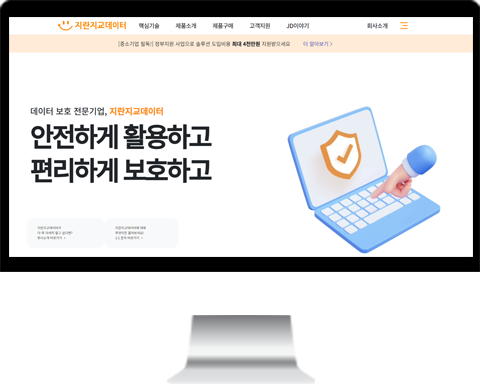 지란지교데이터 핵심기술 제품소개 제품구매 고객지원 JD이야기 회사소개
[중소기업 필독!] 정부지원 사업으로 솔루션 도입비용 최대 4천만원 지원받으세요 더 알아보기 >
데이터 보호 전문기업, 지란지교데이터
안전하게 활용하고
편리하게 보호하고